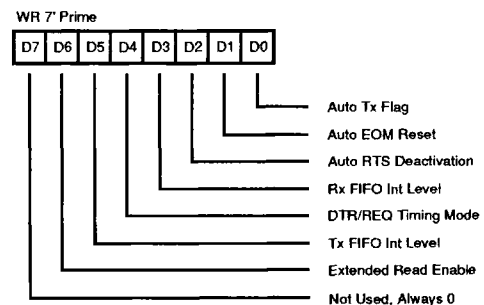 WR 7' Prime
D7 D6 D5 D4 D3 D2 D1 D0
Auto Tx Flag
Auto EOM Reset
Auto RTS Deactivation
Rx FIFO Int Level
DTR/REQ Timing Mode
Tx FIFO Int Level
Extended Read Enable
Not Used, Always 0